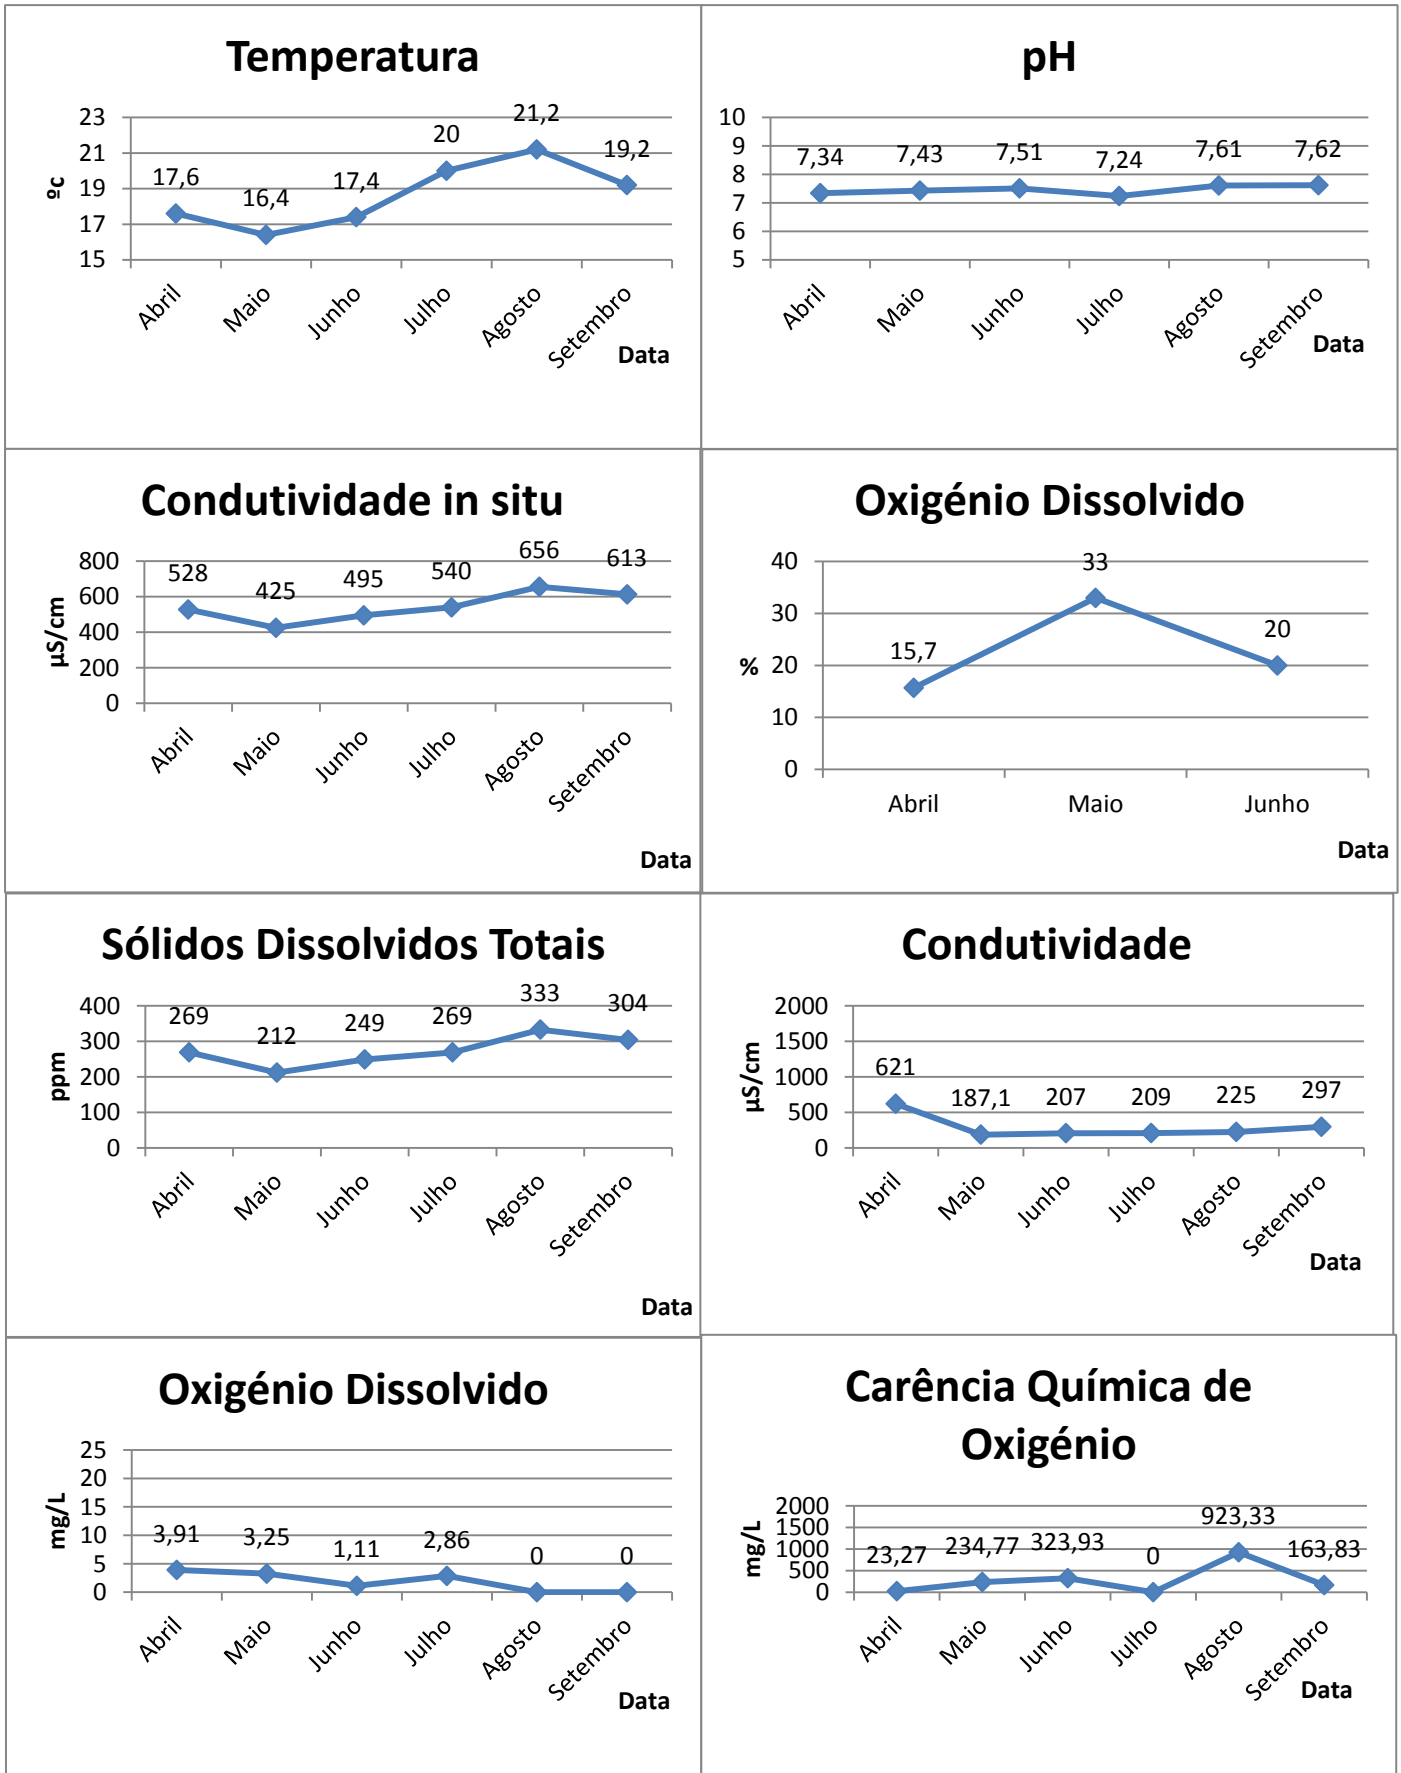 Temperatura
ºc
23
21
19
17
15
17,6
16,4
17,4
20
21,2
19,2
Abril
Maio
Junho
Julho
Agosto
Setembro
Data
pH
10
9
8
7
6
5
7,34
7,43
7,51
7,24
7,61
7,62
Abril
Maio
Junho
Julho
Agosto
Setembro
Data
Condutividade in situ
µS/cm
800
600
400
200
0
528
425
495
540
656
613
Abril
Maio
Junho
Julho
Agosto
Setembro
Data
Oxigénio Dissolvido
%
40
30
20
10
0
15,7
33
20
Abril
Maio
Junho
Data
Sólidos Dissolvidos Totais
ppm
400
300
200
100
0
269
212
249
269
333
304
Abril
Maio
Junho
Julho
Agosto
Setembro
Data
Condutividade
µS/cm
2000
1500
1000
500
0
621
187,1
207
209
225
297
Abril
Maio
Junho
Julho
Agosto
Setembro
Data
Oxigénio Dissolvido
mg/L
25
20
15
10
5
0
3,91
3,25
1,11
2,86
0
0
Abril
Maio
Junho
Julho
Agosto
Setembro
Data
Carência Química de
Oxigénio
mg/L
2000
1500
1000
500
0
23,27
234,77
323,93
0
923,33
163,83
Abril
Maio
Junho
Julho
Agosto
Setembro
Data